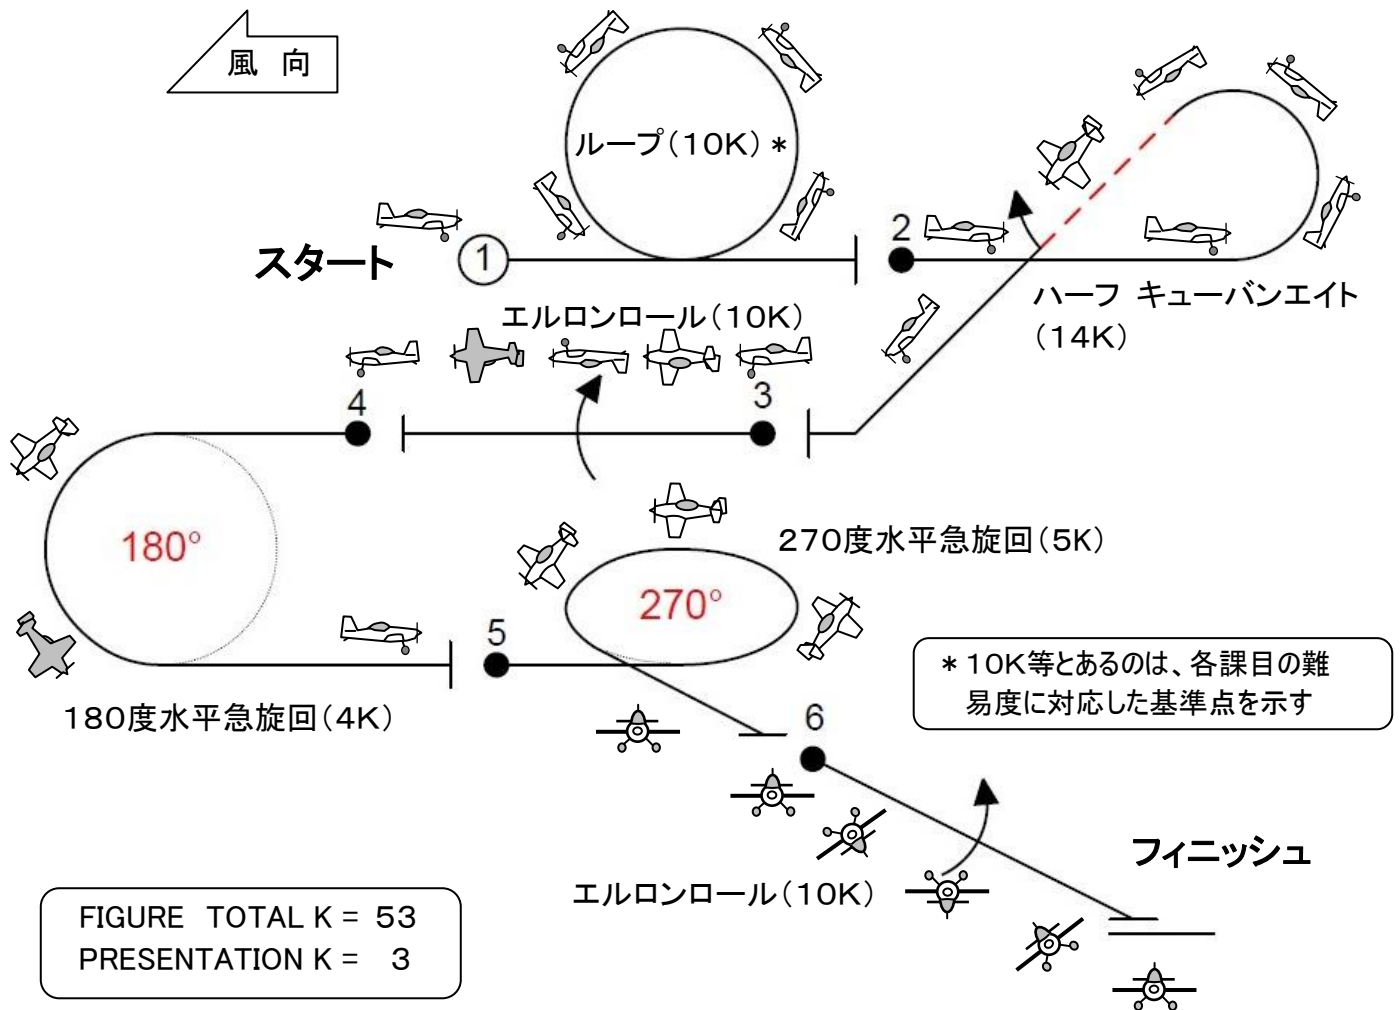 風 向
ループ(10K)*
スタート
1
2
ハーフ キューバンエイト
(14K)
エルロンロール(10K)
4
3
180°
270度水平急旋回(5K)
270°
5
180度水平急旋回(4K)
* 10K等とあるのは、各課目の難
易度に対応した基準点を示す
6
フィニッシュ
エルロンロール(10K)
FIGURE TOTAL K = 53
PRESENTATION K = 3